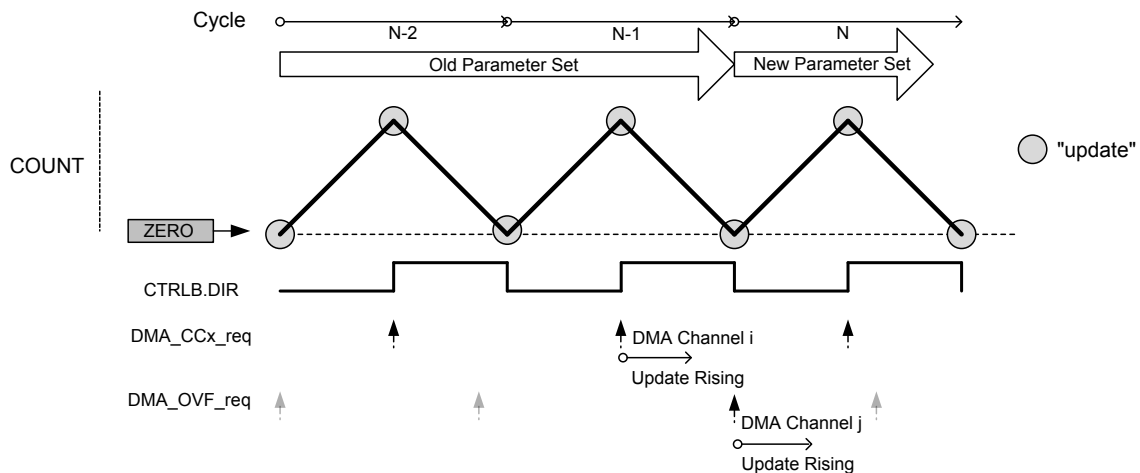 Cycle
N-2
N-1
N
Old Parameter Set
New Parameter Set
COUNT
"update"
ZERO
CTRLB.DIR
DMA_CCx_req
DMA Channel i
Update Rising
DMA_OVF_req
DMA Channel j
Update Rising